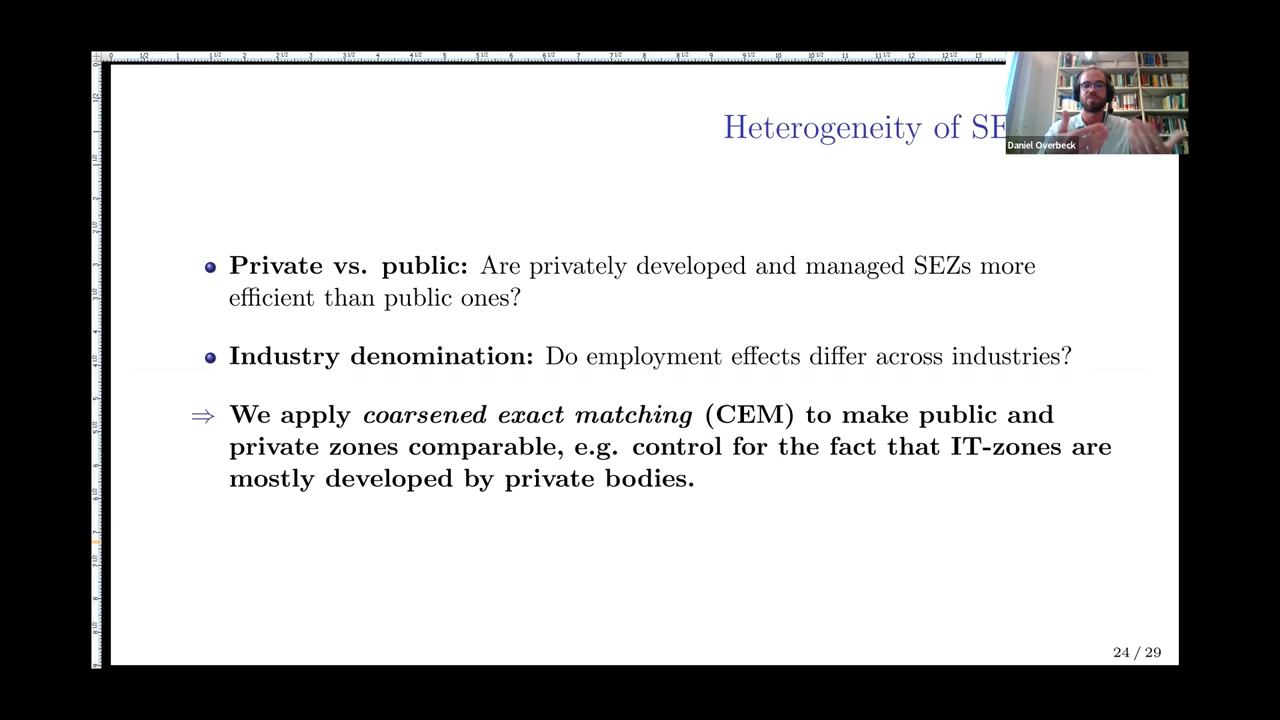 Heterogeneity of SE
Daniel Overbeck
Private vs. public: Are privately developed and managed SEZs more
efficient than public ones?
Industry denomination: Do employment effects differ across industries?
⇒ We apply coarsened exact matching (CEM) to make public and
private zones comparable, e.g. control for the fact that IT-zones are
mostly developed by private bodies.
24 / 29